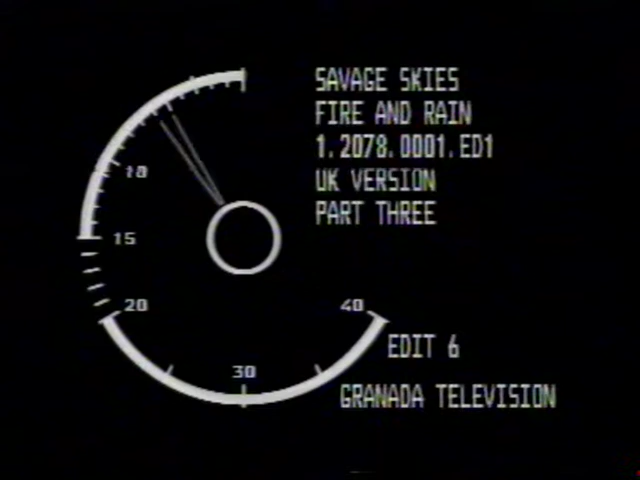 SAVAGE SKIES
FIRE AND RAIN
1.2078.0001.ED1
UK VERSION
PART THREE
10
15
20
30
40
EDIT 6
GRANADA TELEVISION